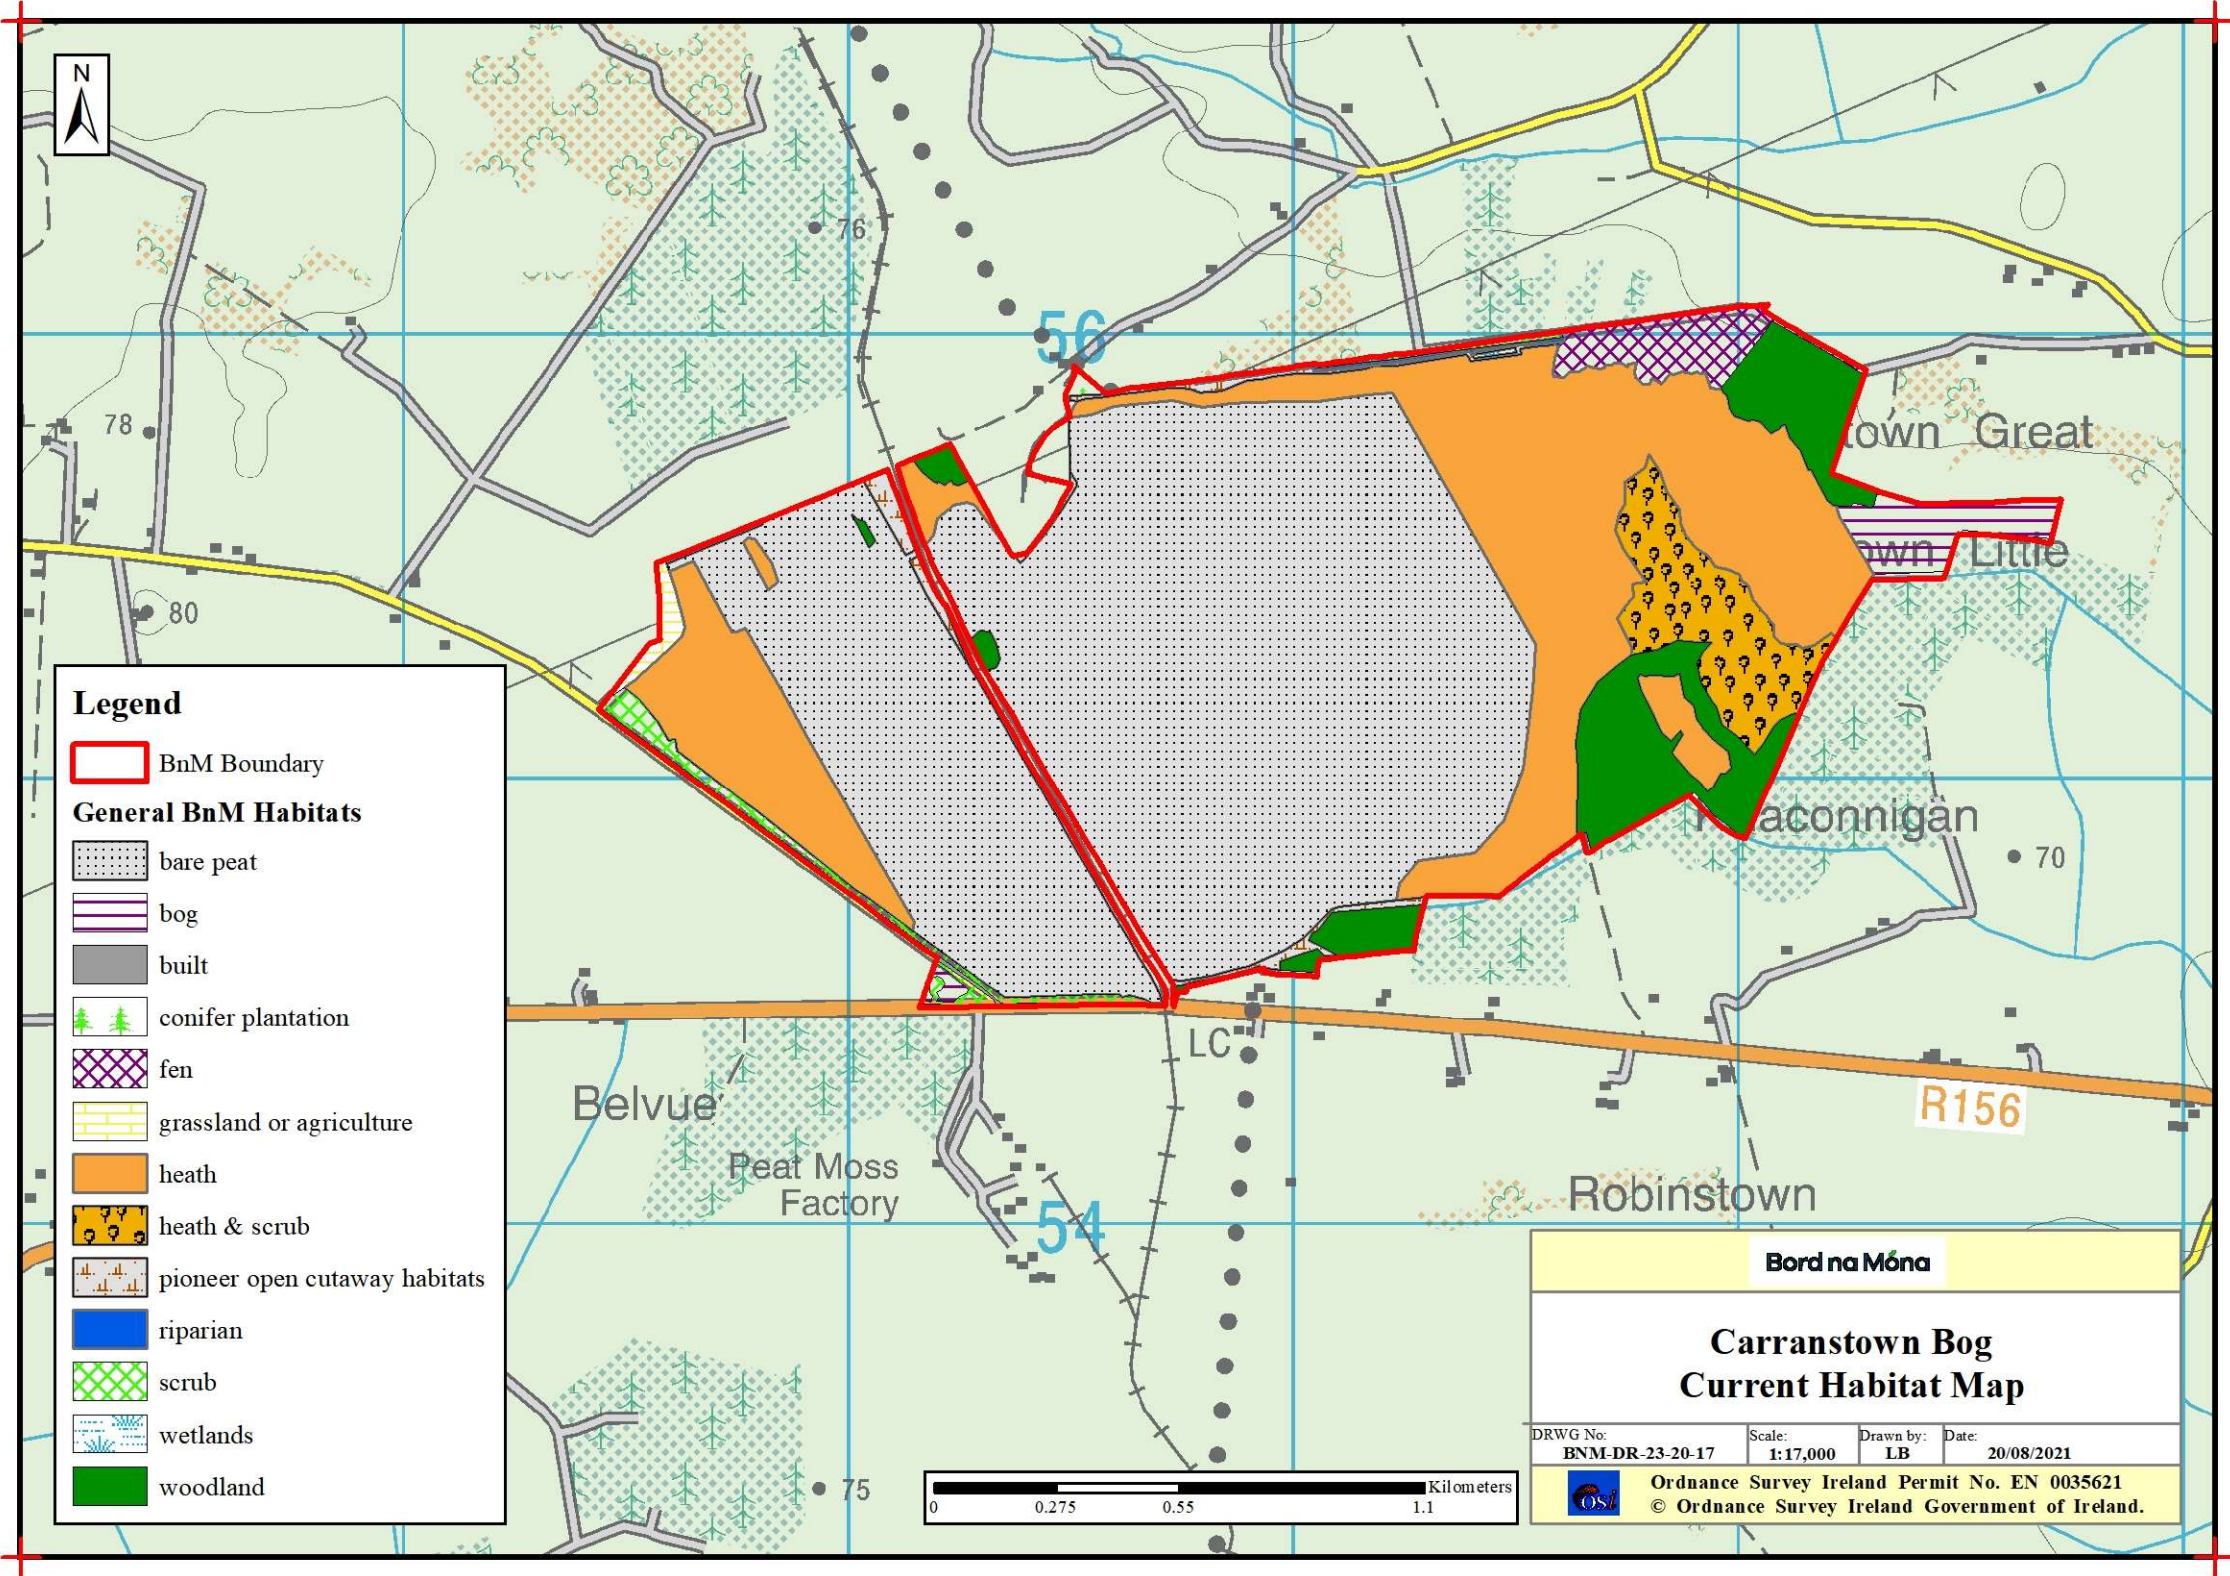 N
76
56
78
town Great
own Little
80
aconnigan
70
LC
Belvue
R156
Peat Moss
Factory
54
Robinstown
75
Legend
BnM Boundary
General BnM Habitats
bare peat
bog
built
conifer plantation
fen
grassland or agriculture
heath
heath & scrub
pioneer open cutaway habitats
riparian
scrub
wetlands
woodland
Kilometers
0 0.275 0.55 1.1
Bord na Móna
Carranstown Bog
Current Habitat Map
DRWG No: Scale: Drawn by: Date:
BNM-DR-23-20-17 1:17,000 LB 20/08/2021
Osi
Ordnance Survey Ireland Permit No. EN 0035621
© Ordnance Survey Ireland Government of Ireland.